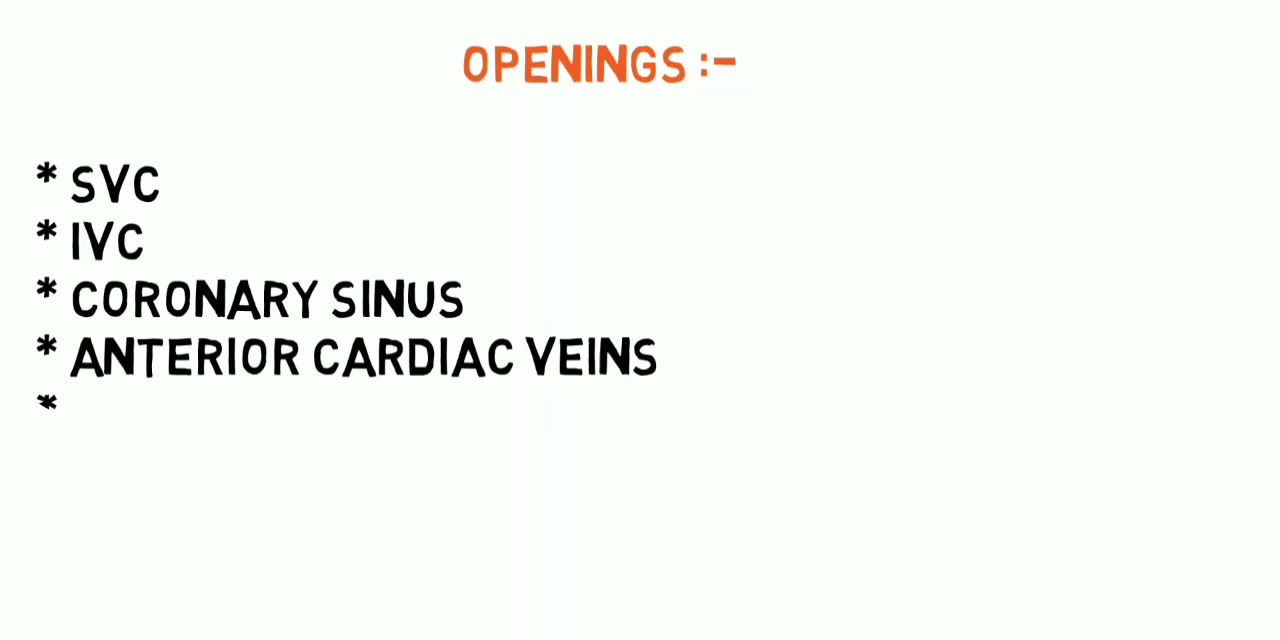 OPENINGS :-
* SVC
* IVC
* CORONARY SINUS
* ANTERIOR CARDIAC VEINS
*